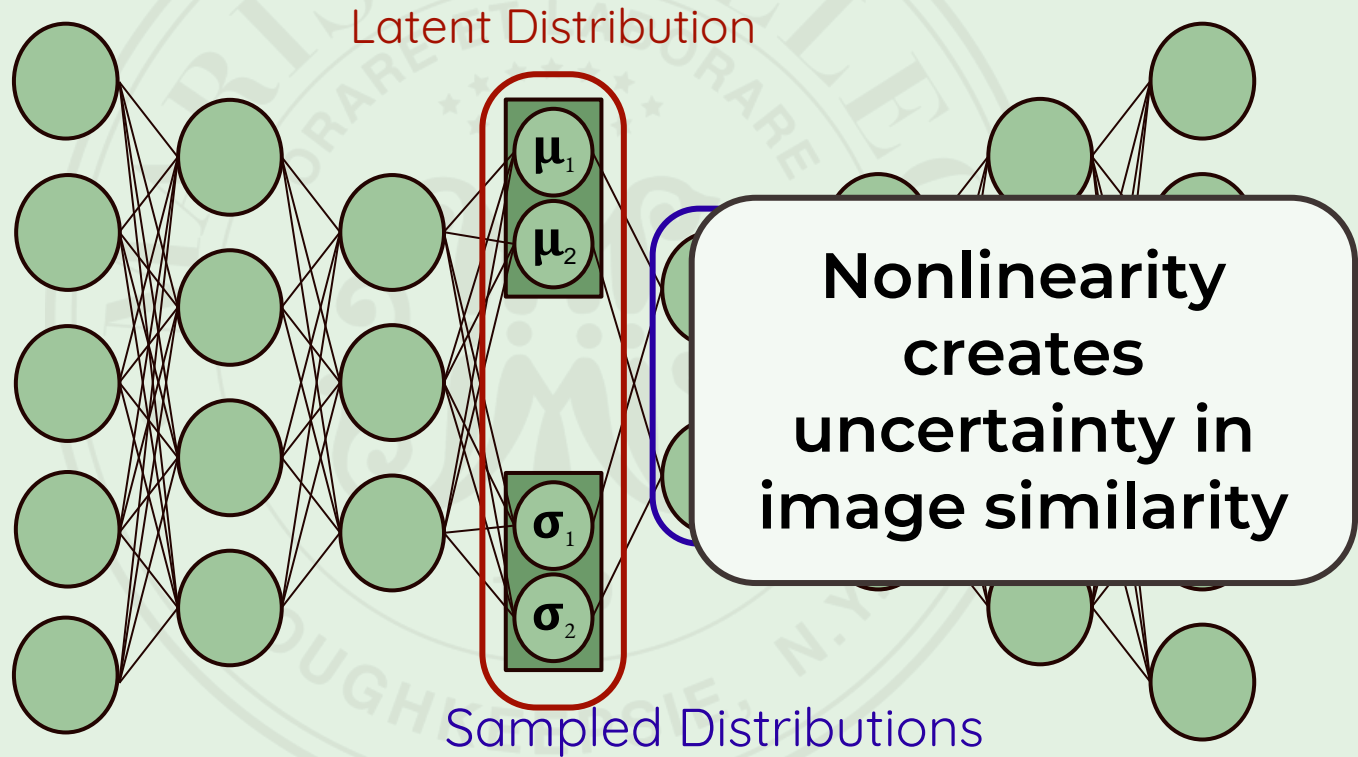 Latent Distribution
μ₁
μ₂
Nonlinearity
creates
uncertainty in
image similarity
σ₁
σ₂
Sampled Distributions